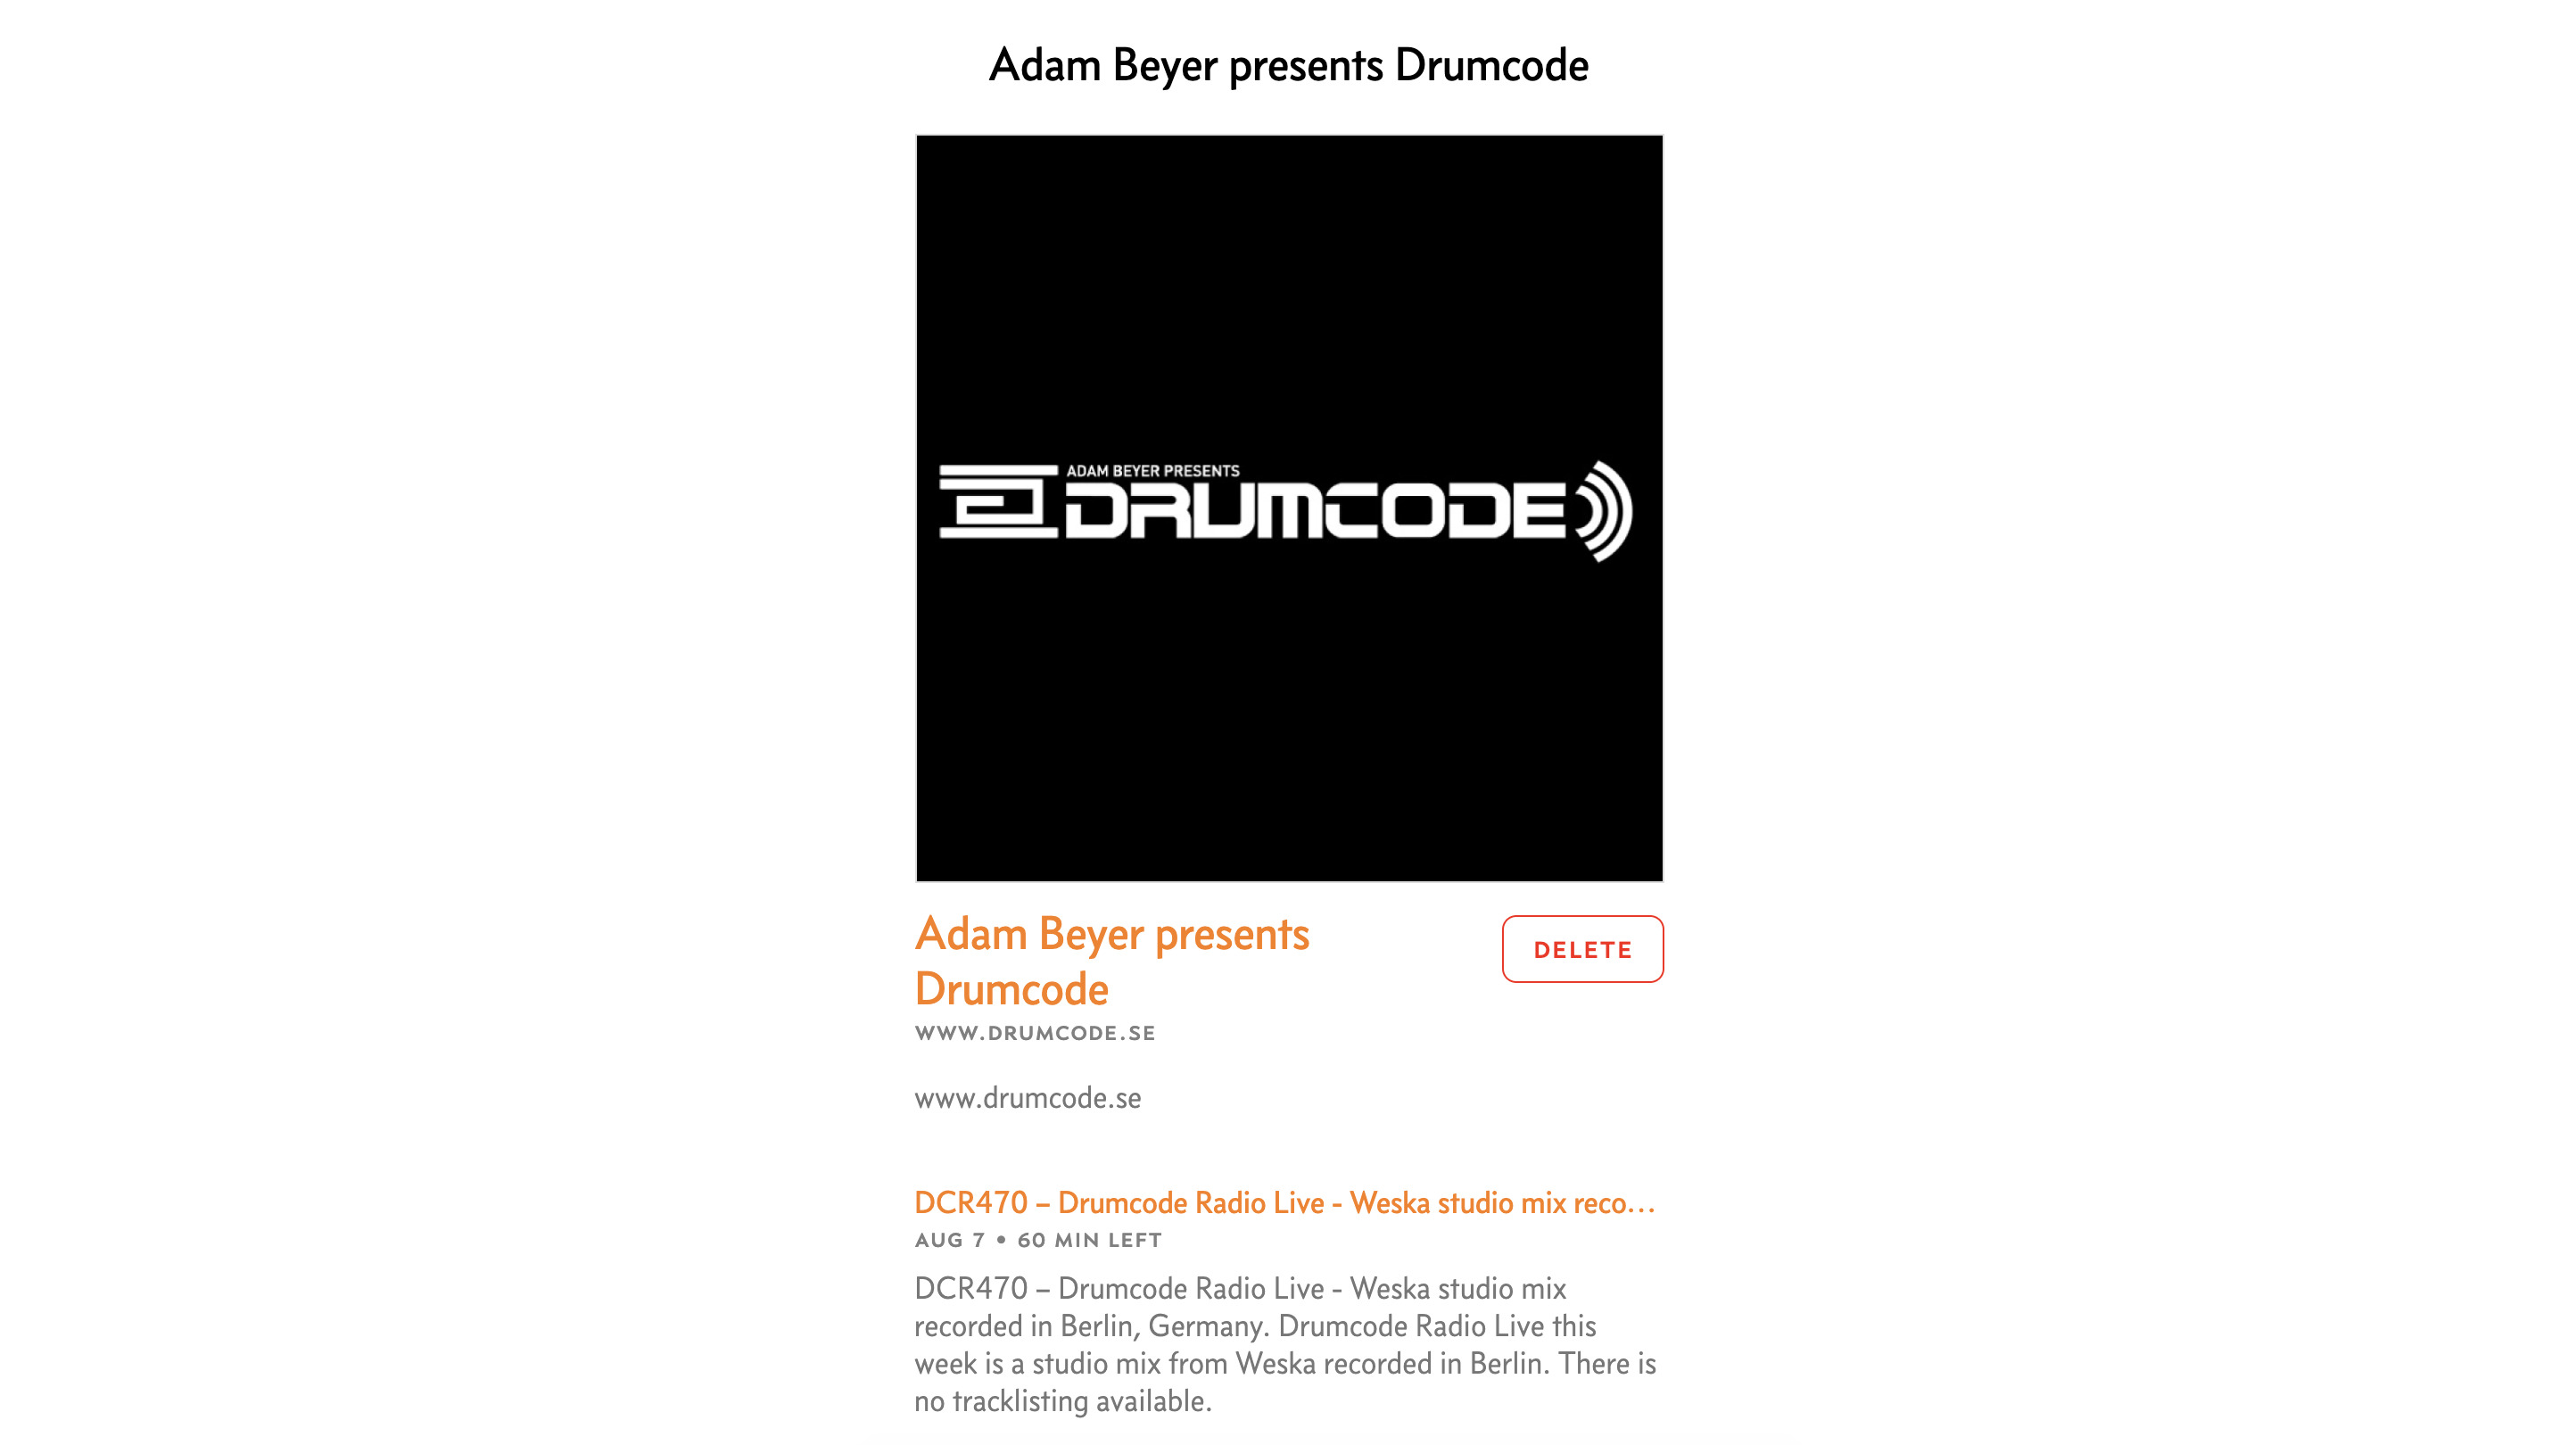 Adam Beyer presents Drumcode
ADAM BEYER PRESENTS
DRUMCODE
Adam Beyer presents
Drumcode
DELETE
WWW.DRUMCODE.SE
www.drumcode.se
DCR470 – Drumcode Radio Live - Weska studio mix reco…
AUG 7 • 60 MIN LEFT
DCR470 – Drumcode Radio Live - Weska studio mix
recorded in Berlin, Germany. Drumcode Radio Live this
week is a studio mix from Weska recorded in Berlin. There is
no tracklisting available.